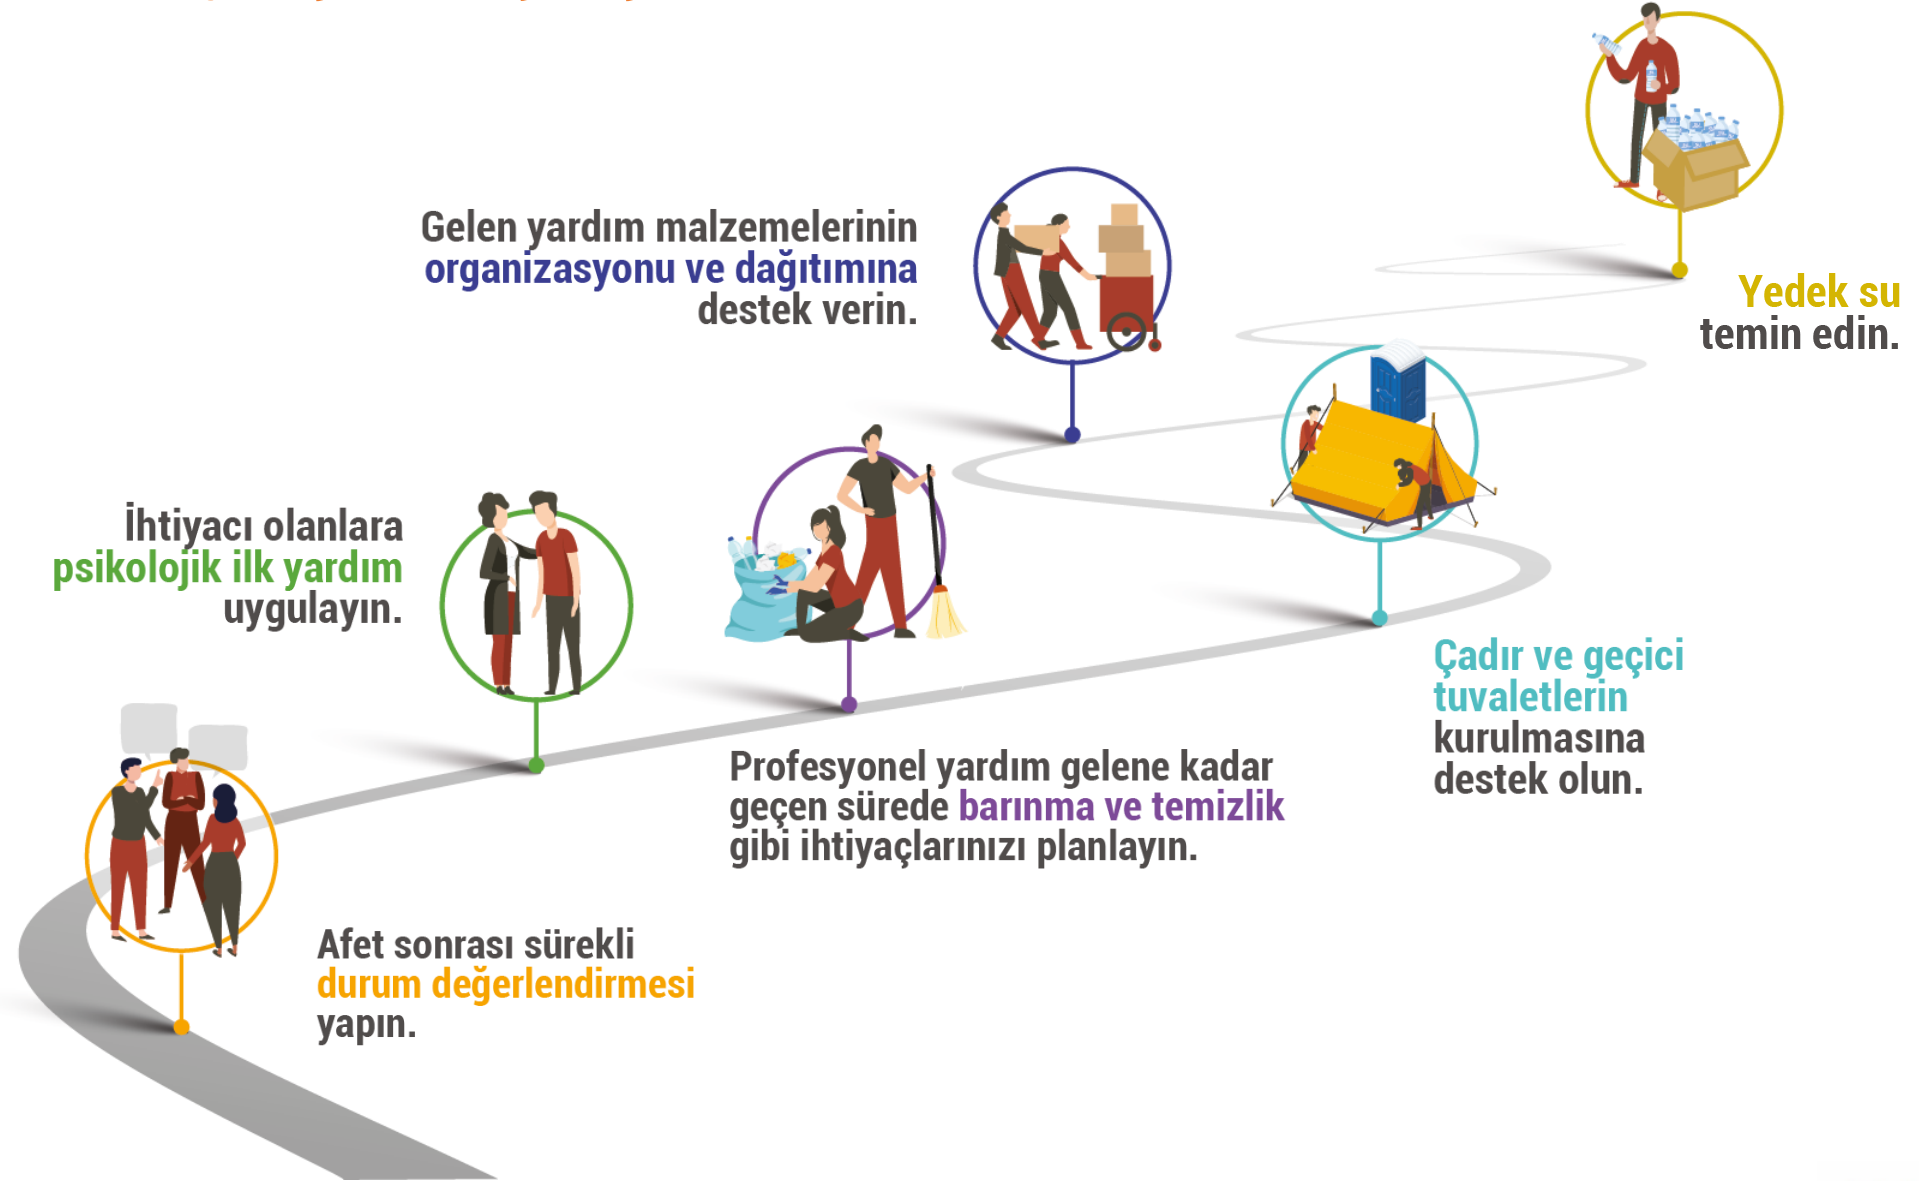 Yedek su
temin edin.
Gelen yardım malzemelerinin
organizasyonu ve dağıtımına
destek verin.
İhtiyacı olanlara
psikolojik ilk yardım
uygulayın.
Çadır ve geçici
tuvaletlerin
kurulmasına
destek olun.
Profesyonel yardım gelene kadar
geçen sürede barınma ve temizlik
gibi ihtiyaçlarınızı planlayın.
Afet sonrası sürekli
durum değerlendirmesi
yapın.